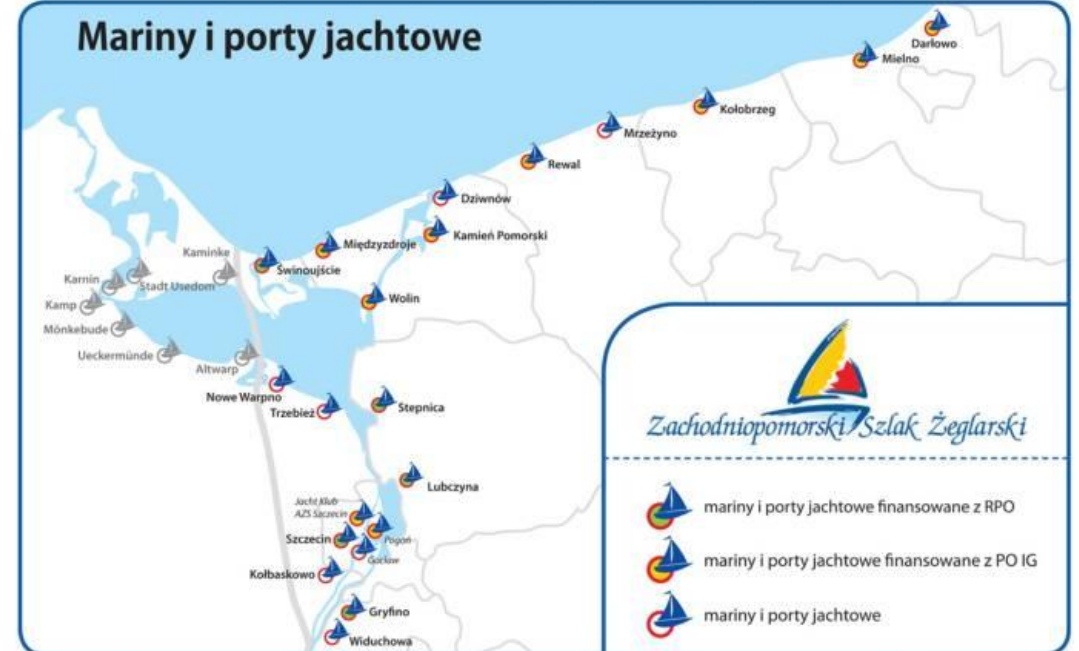 Mariny i porty jachtowe
Darłowo
Mielno
Kołobrzeg
Mrzeżyno
Rewal
Dziwnów
Kamień Pomorski
Międzyzdroje
Kaminke
Świnoujście
Karnin
Stadt Usedom
Wolin
Kamp
Mönkebude
Ueckermünde
Altwarp
Nowe Warpno
Trzebież
Stepnica
Zachodniopomorski Szlak Żeglarski
Lubczyna
Jacht Klub
AZS Szczecin
Szczecin
Pogoń
Gocław
Kołbaskowo
Gryfino
Widuchowa
mariny i porty jachtowe finansowane z RPO
mariny i porty jachtowe finansowane z PO IG
mariny i porty jachtowe